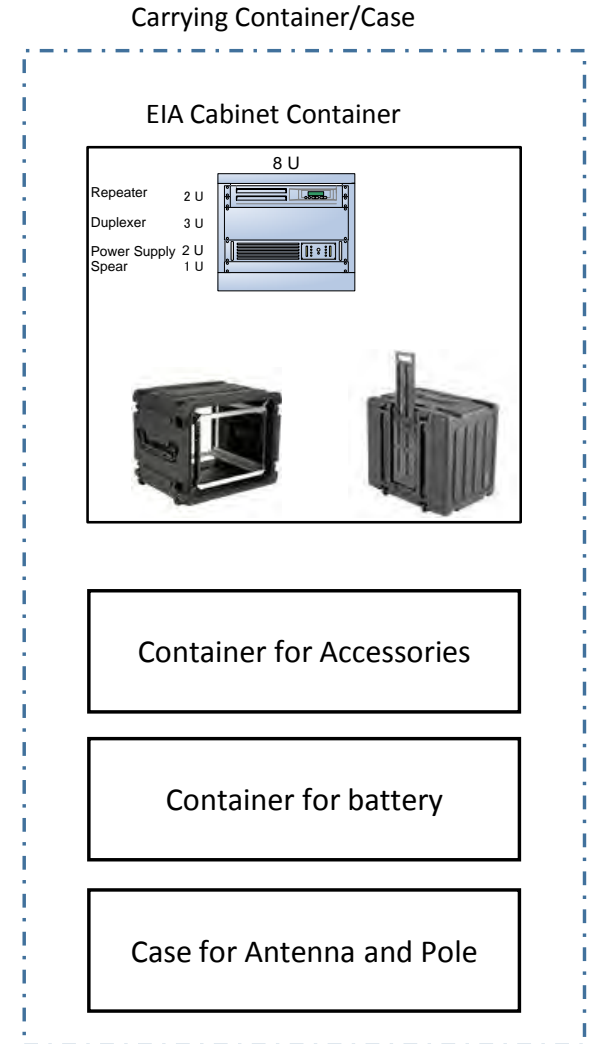 Carrying Container/Case
EIA Cabinet Container
8 U
Repeater 2 U
Duplexer 3 U
Power Supply 2 U
Spear 1 U
Container for Accessories
Container for battery
Case for Antenna and Pole